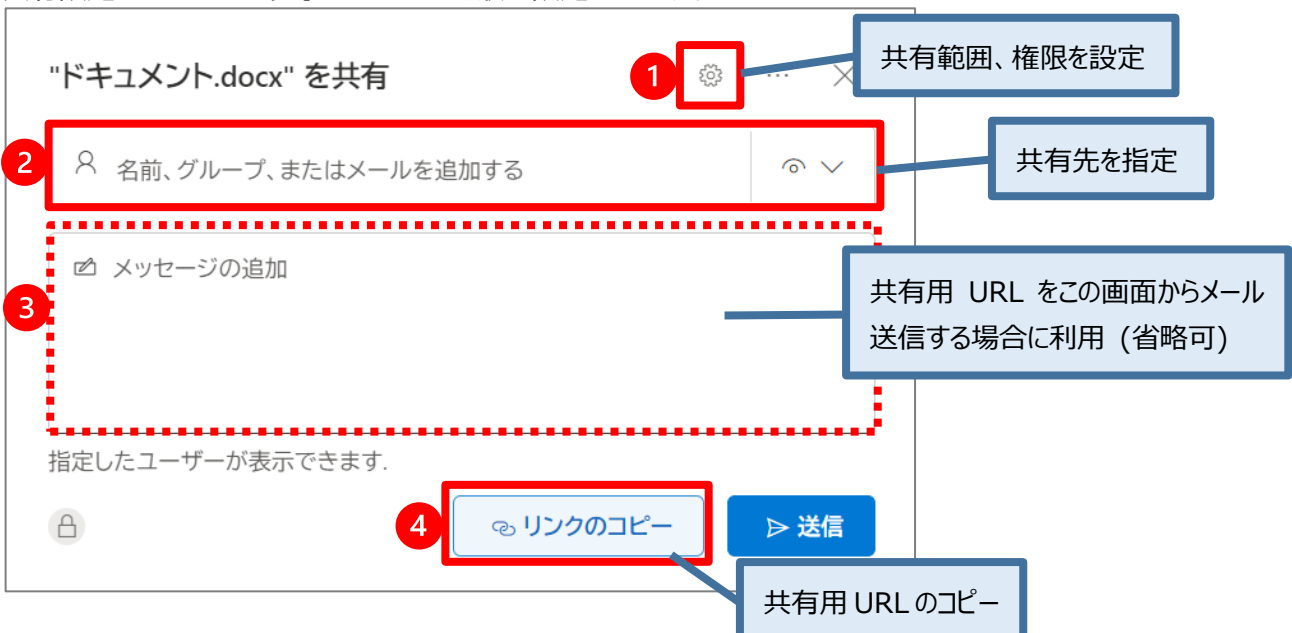 "ドキュメント.docx" を共有
1
共有範囲、権限を設定
2
名前、グループ、またはメールを追加する
共有先を指定
メッセージの追加
3
共有用 URL をこの画面からメール
送信する場合に利用 (省略可)
指定したユーザーが表示できます.
4
リンクのコピー
送信
共有用 URL のコピー